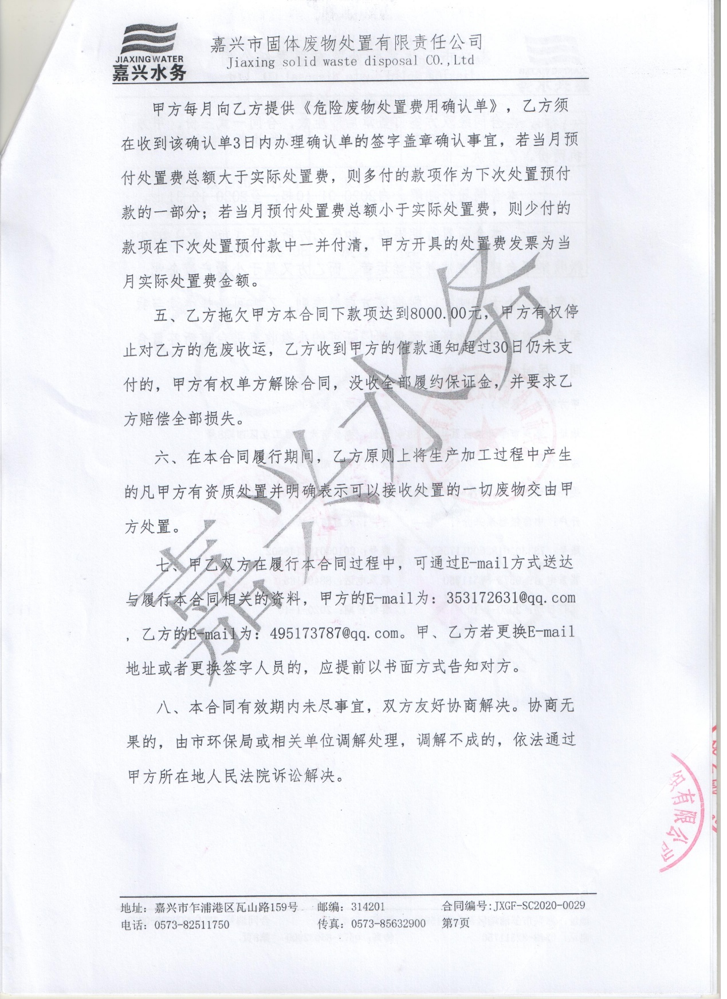 JIAXING WATER
嘉兴水务
嘉兴市固体废物处置有限责任公司
Jiaxing solid waste disposal CO.,Ltd
甲方每月向乙方提供《危险废物处置费用确认单》，乙方须
在收到该确认单3日内办理确认单的签字盖章确认事宜，若当月预
付处置费总额大于实际处置费，则多付的款项作为下次处置预付
款的一部分；若当月预付处置费总额小于实际处置费，则少付的
款项在下次处置预付款中一并付清，甲方开具的处置费发票为当
月实际处置费金额。
五、乙方拖欠甲方本合同下款项达到8000.00元，甲方有权停
止对乙方的危废收运，乙方收到甲方的催款通知超过30日仍未支
付的，甲方有权单方解除合同，没收全部履约保证金，并要求乙
方赔偿全部损失。
六、在本合同履行期间，乙方原则上将生产加工过程中产生
的凡甲方有资质处置并明确表示可以接收处置的一切废物交由甲
方处置。
七、甲乙双方在履行本合同过程中，可通过E-mail方式送达
与履行本合同相关的资料，甲方的E-mail为：353172631@qq.com
，乙方的E-mail为：495173787@qq.com。甲、乙方若更换E-mail
地址或者更换签字人员的，应提前以书面方式告知对方。
八、本合同有效期内未尽事宜，双方友好协商解决。协商无
果的，由市环保局或相关单位调解处理，调解不成的，依法通过
甲方所在地人民法院诉讼解决。
嘉兴水务
有限公司
地址：嘉兴市乍浦港区瓦山路159号 邮编：314201 合同编号:JXGF-SC2020-0029
电话：0573-82511750 传真：0573-85632900 第7页